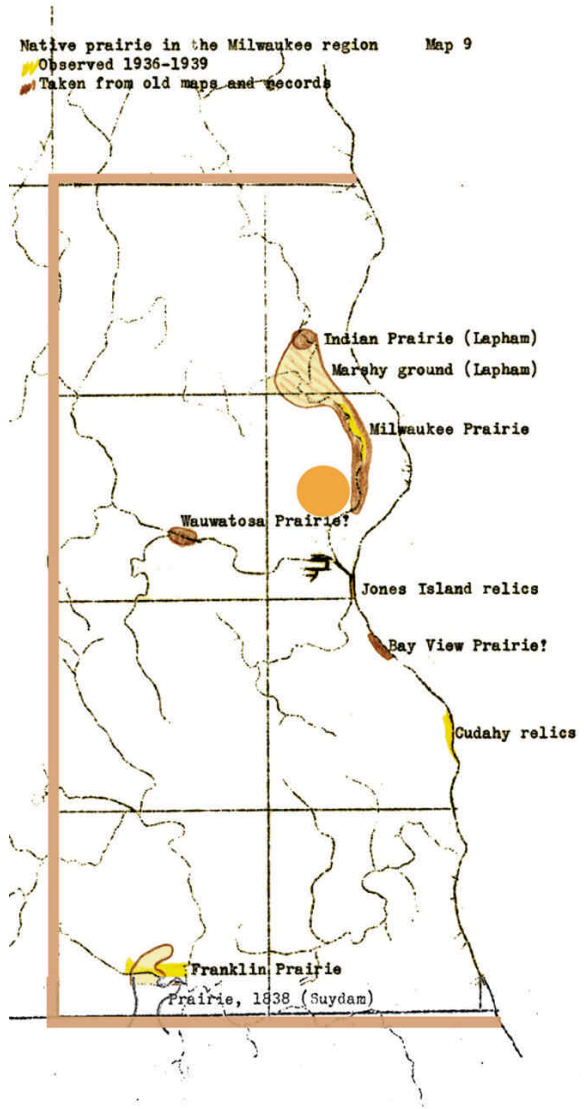 Native prairie in the Milwaukee region Map 9
Observed 1936-1939
Taken from old maps and records
Indian Prairie (Lapham)
Marshy ground (Lapham)
Milwaukee Prairie
Wauwatosa Prairie?
Jones Island relics
Bay View Prairie?
Cudahy relics
Franklin Prairie
Prairie, 1838 (Suydam)